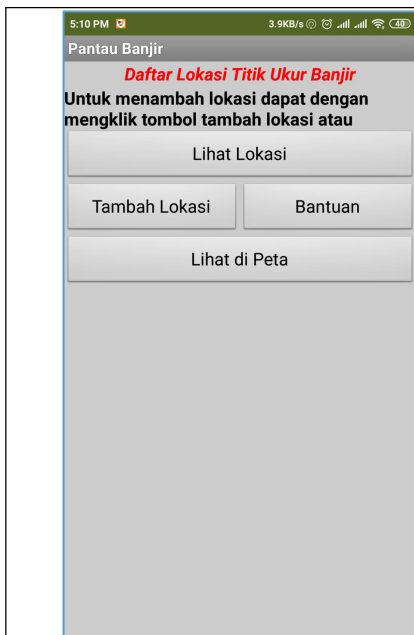 5:10 PM 3.9KB/s 40
Pantau Banjir
Daftar Lokasi Titik Ukur Banjir
Untuk menambah lokasi dapat dengan
mengklik tombol tambah lokasi atau
Lihat Lokasi
Tambah Lokasi Bantuan
Lihat di Peta